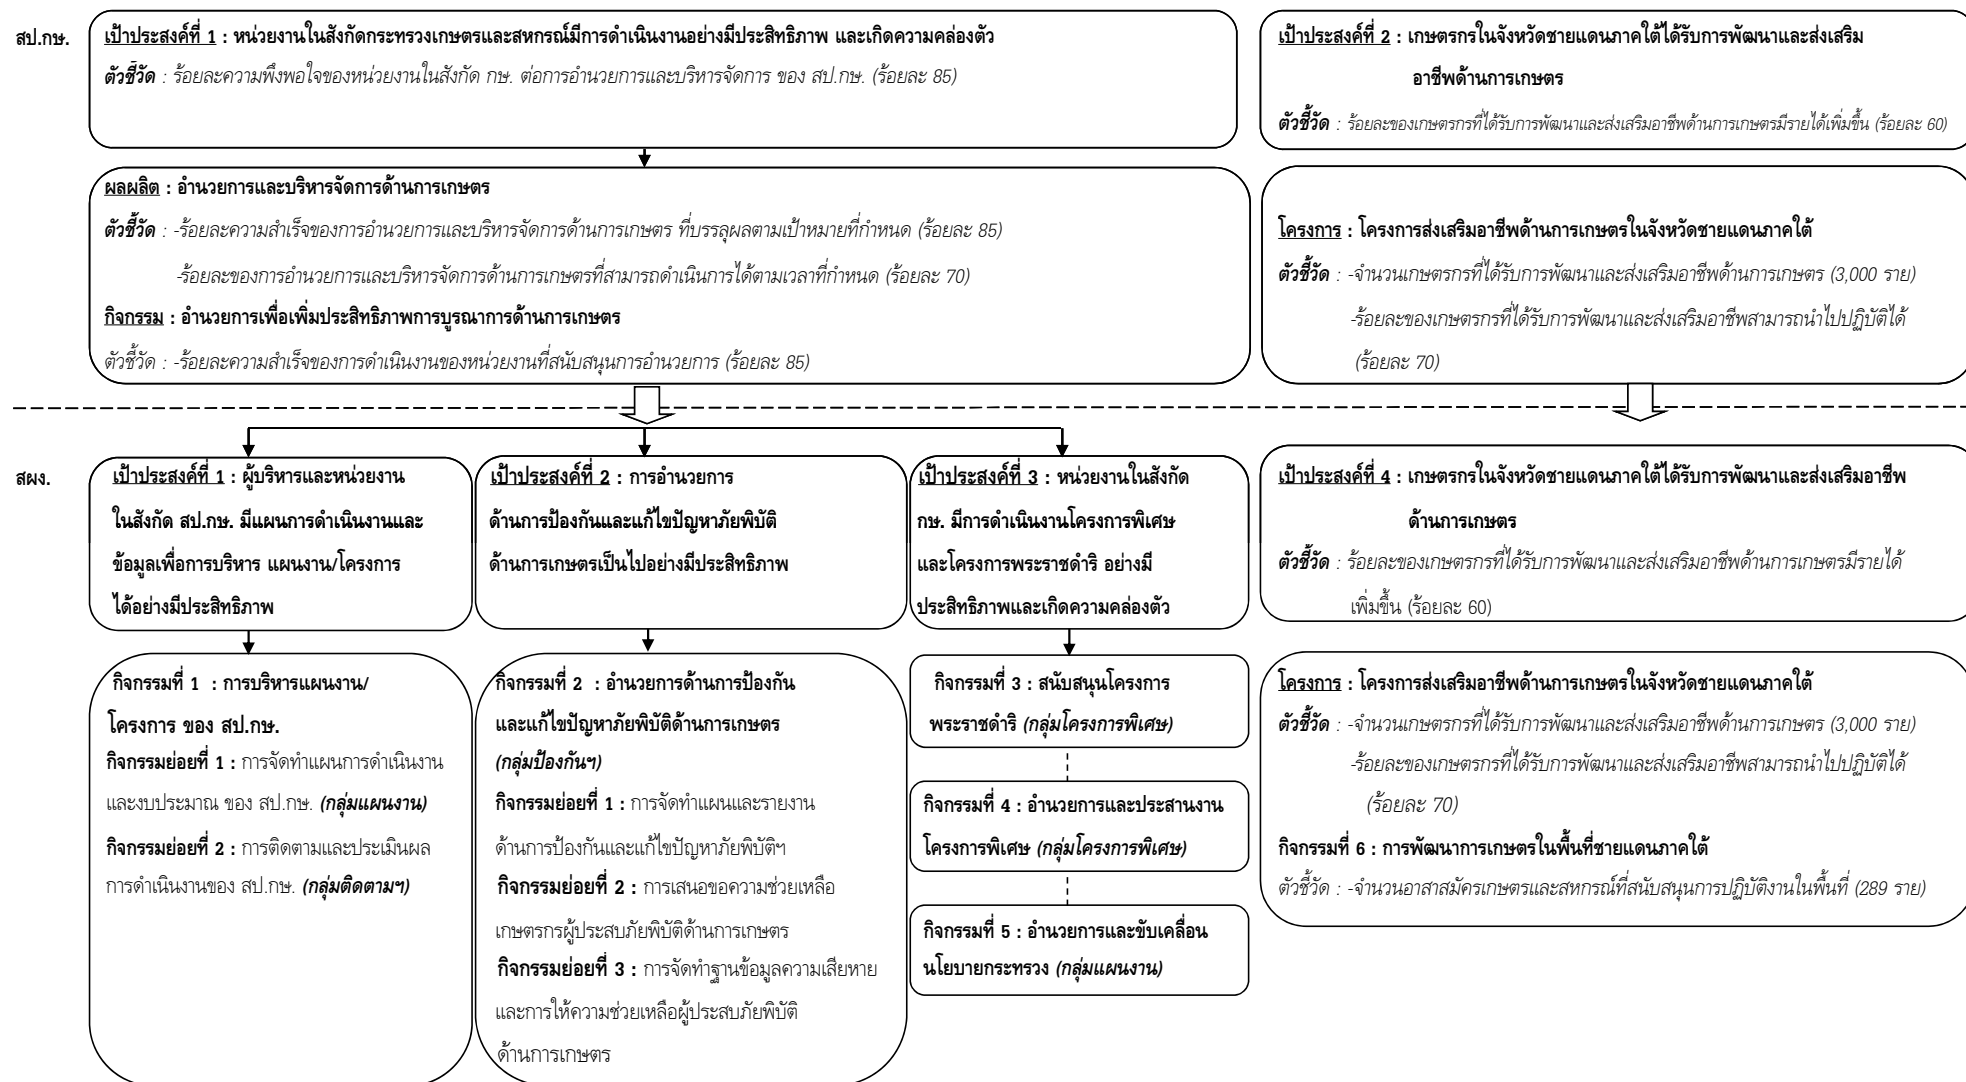 สป.กษ.
เป้าประสงค์ที่ 1 : หน่วยงานในสังกัดกระทรวงเกษตรและสหกรณ์มีการดำเนินงานอย่างมีประสิทธิภาพ และเกิดความคล่องตัว
ตัวชี้วัด : ร้อยละความพึงพอใจของหน่วยงานในสังกัด กษ. ต่อการอำนวยการและบริหารจัดการ ของ สป.กษ. (ร้อยละ 85)
เป้าประสงค์ที่ 2 : เกษตรกรในจังหวัดชายแดนภาคใต้ได้รับการพัฒนาและส่งเสริม
อาชีพด้านการเกษตร
ตัวชี้วัด : ร้อยละของเกษตรกรที่ได้รับการพัฒนาและส่งเสริมอาชีพด้านการเกษตรมีรายได้เพิ่มขึ้น (ร้อยละ 60)
ผลผลิต : อำนวยการและบริหารจัดการด้านการเกษตร
ตัวชี้วัด : -ร้อยละความสำเร็จของการอำนวยการและบริหารจัดการด้านการเกษตร ที่บรรลุผลตามเป้าหมายที่กำหนด (ร้อยละ 85)
-ร้อยละของการอำนวยการและบริหารจัดการด้านการเกษตรที่สามารถดำเนินการได้ตามเวลาที่กำหนด (ร้อยละ 70)
กิจกรรม : อำนวยการเพื่อเพิ่มประสิทธิภาพการบูรณาการด้านการเกษตร
ตัวชี้วัด : -ร้อยละความสำเร็จของการดำเนินงานของหน่วยงานที่สนับสนุนการอำนวยการ (ร้อยละ 85)
โครงการ : โครงการส่งเสริมอาชีพด้านการเกษตรในจังหวัดชายแดนภาคใต้
ตัวชี้วัด : -จำนวนเกษตรกรที่ได้รับการพัฒนาและส่งเสริมอาชีพด้านการเกษตร (3,000 ราย)
-ร้อยละของเกษตรกรที่ได้รับการพัฒนาและส่งเสริมอาชีพสามารถนำไปปฏิบัติได้
(ร้อยละ 70)
สผง.
เป้าประสงค์ที่ 1 : ผู้บริหารและหน่วยงาน
ในสังกัด สป.กษ. มีแผนการดำเนินงานและ
ข้อมูลเพื่อการบริหาร แผนงาน/โครงการ
ได้อย่างมีประสิทธิภาพ
เป้าประสงค์ที่ 2 : การอำนวยการ
ด้านการป้องกันและแก้ไขปัญหาภัยพิบัติ
ด้านการเกษตรเป็นไปอย่างมีประสิทธิภาพ
เป้าประสงค์ที่ 3 : หน่วยงานในสังกัด
กษ. มีการดำเนินงานโครงการพิเศษ
และโครงการพระราชดำริ อย่างมี
ประสิทธิภาพและเกิดความคล่องตัว
เป้าประสงค์ที่ 4 : เกษตรกรในจังหวัดชายแดนภาคใต้ได้รับการพัฒนาและส่งเสริมอาชีพ
ด้านการเกษตร
ตัวชี้วัด : ร้อยละของเกษตรกรที่ได้รับการพัฒนาและส่งเสริมอาชีพด้านการเกษตรมีรายได้
เพิ่มขึ้น (ร้อยละ 60)
กิจกรรมที่ 1 : การบริหารแผนงาน/
โครงการ ของ สป.กษ.
กิจกรรมย่อยที่ 1 : การจัดทำแผนการดำเนินงาน
และงบประมาณ ของ สป.กษ. (กลุ่มแผนงาน)
กิจกรรมย่อยที่ 2 : การติดตามและประเมินผล
การดำเนินงานของ สป.กษ. (กลุ่มติดตามฯ)
กิจกรรมที่ 2 : อำนวยการด้านการป้องกัน
และแก้ไขปัญหาภัยพิบัติด้านการเกษตร
(กลุ่มป้องกันฯ)
กิจกรรมย่อยที่ 1 : การจัดทำแผนและรายงาน
ด้านการป้องกันและแก้ไขปัญหาภัยพิบัติฯ
กิจกรรมย่อยที่ 2 : การเสนอขอความช่วยเหลือ
เกษตรกรผู้ประสบภัยพิบัติด้านการเกษตร
กิจกรรมย่อยที่ 3 : การจัดทำฐานข้อมูลความเสียหาย
และการให้ความช่วยเหลือผู้ประสบภัยพิบัติ
ด้านการเกษตร
กิจกรรมที่ 3 : สนับสนุนโครงการ
พระราชดำริ (กลุ่มโครงการพิเศษ)
กิจกรรมที่ 4 : อำนวยการและประสานงาน
โครงการพิเศษ (กลุ่มโครงการพิเศษ)
กิจกรรมที่ 5 : อำนวยการและขับเคลื่อน
นโยบายกระทรวง (กลุ่มแผนงาน)
โครงการ : โครงการส่งเสริมอาชีพด้านการเกษตรในจังหวัดชายแดนภาคใต้
ตัวชี้วัด : -จำนวนเกษตรกรที่ได้รับการพัฒนาและส่งเสริมอาชีพด้านการเกษตร (3,000 ราย)
-ร้อยละของเกษตรกรที่ได้รับการพัฒนาและส่งเสริมอาชีพสามารถนำไปปฏิบัติได้
(ร้อยละ 70)
กิจกรรมที่ 6 : การพัฒนาการเกษตรในพื้นที่ชายแดนภาคใต้
ตัวชี้วัด : -จำนวนอาสาสมัครเกษตรและสหกรณ์ที่สนับสนุนการปฏิบัติงานในพื้นที่ (289 ราย)